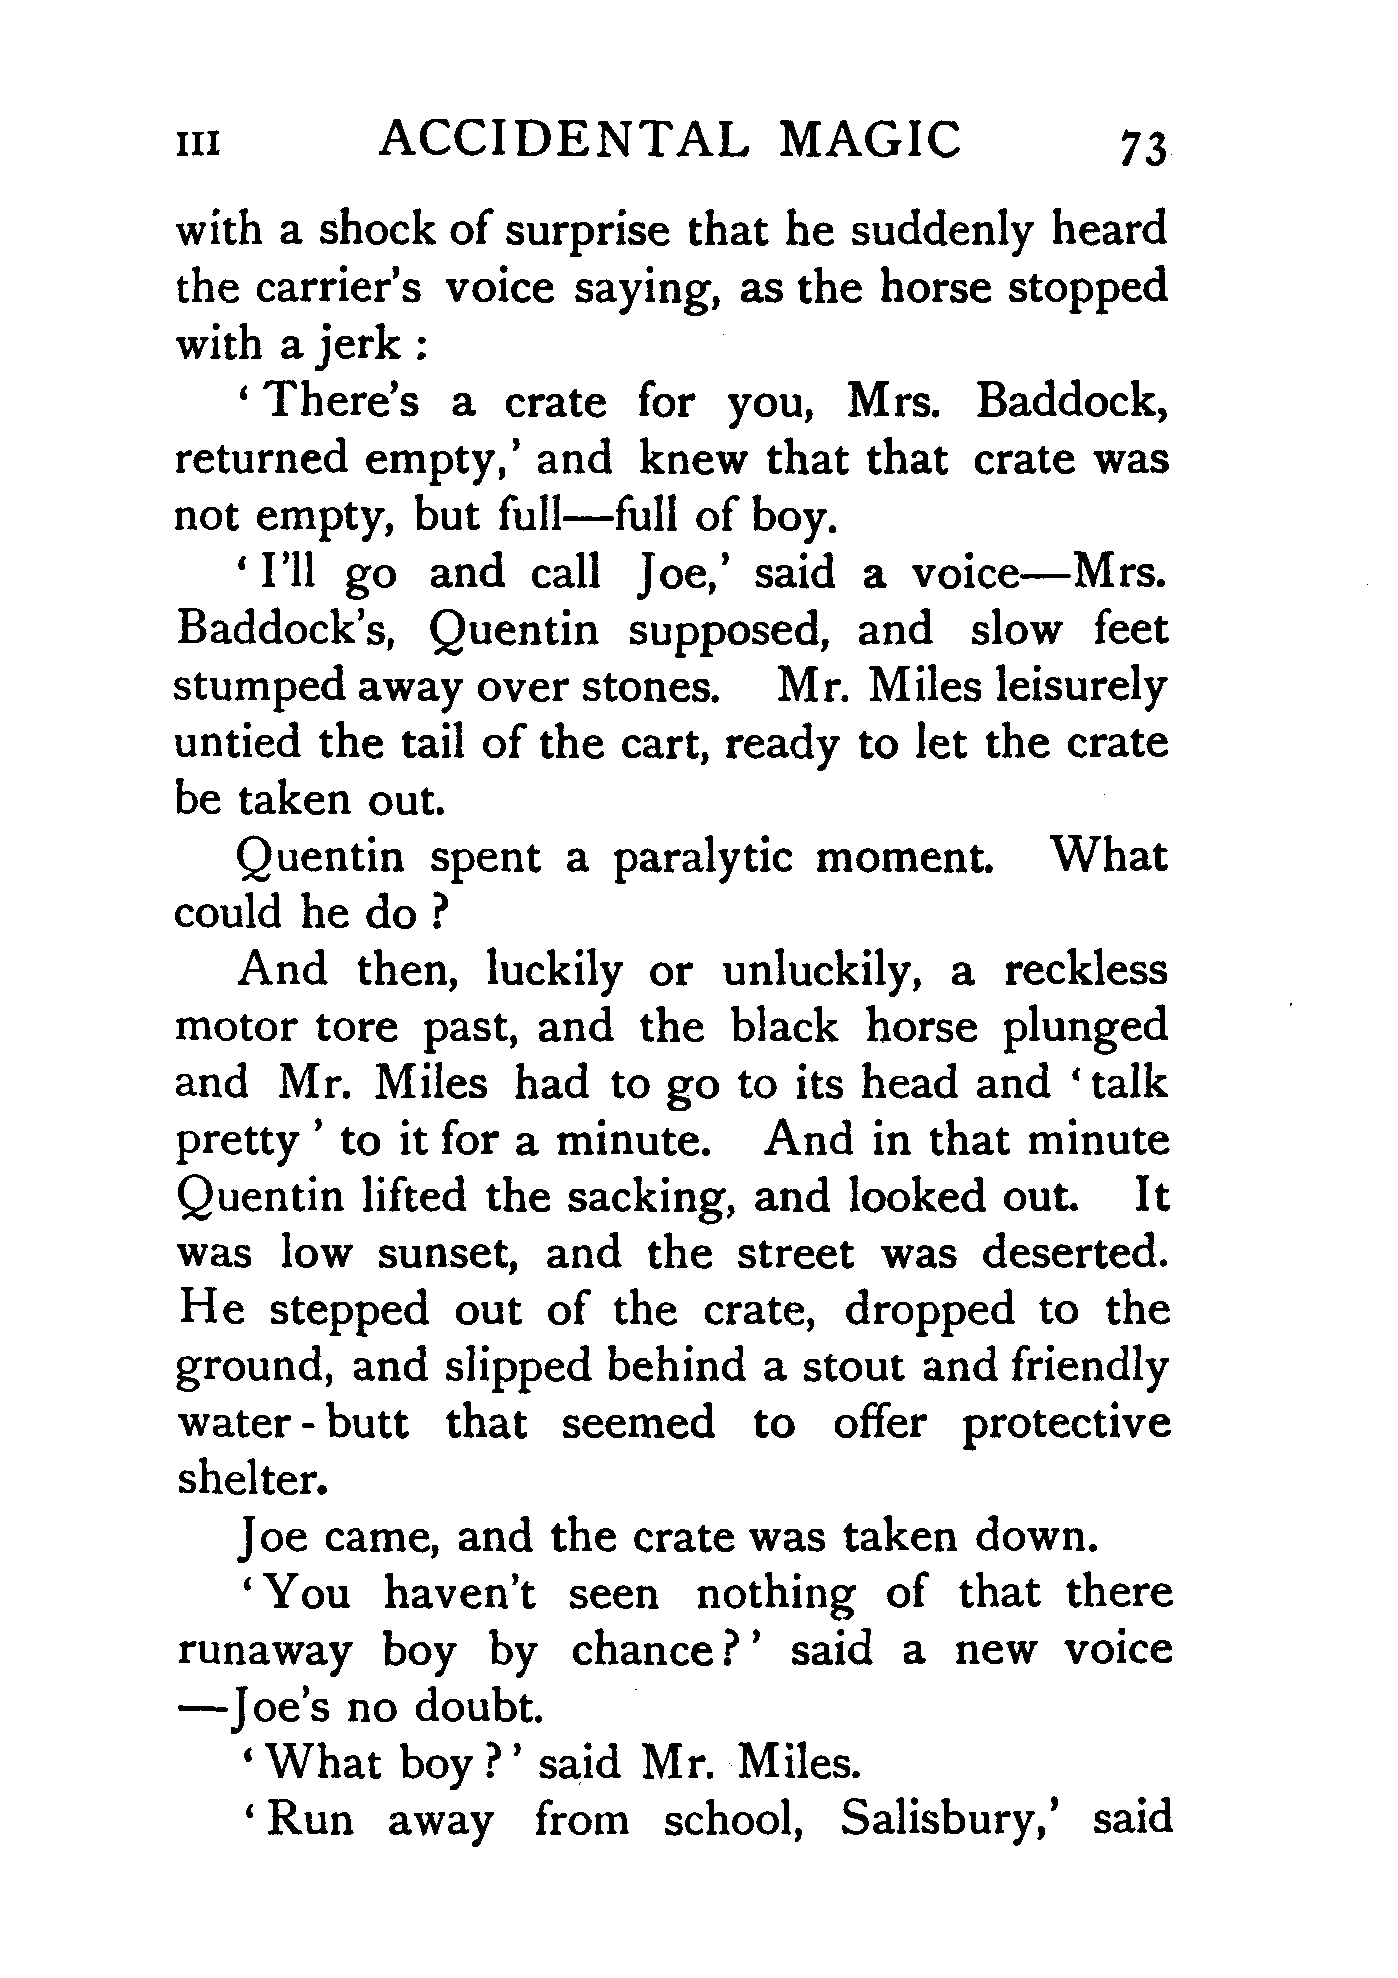 III ACCIDENTAL MAGIC 73
with a shock of surprise that he suddenly heard
the carrier's voice saying, as the horse stopped
with a jerk :
‘ There's a crate for you, Mrs. Baddock,
returned empty,’ and knew that that crate was
not empty, but full—full of boy.
‘ I'll go and call Joe,’ said a voice—Mrs.
Baddock's, Quentin supposed, and slow feet
stumped away over stones. Mr. Miles leisurely
untied the tail of the cart, ready to let the crate
be taken out.
Quentin spent a paralytic moment. What
could he do ?
And then, luckily or unluckily, a reckless
motor tore past, and the black horse plunged
and Mr. Miles had to go to its head and ‘ talk
pretty ’ to it for a minute. And in that minute
Quentin lifted the sacking, and looked out. It
was low sunset, and the street was deserted.
He stepped out of the crate, dropped to the
ground, and slipped behind a stout and friendly
water-butt that seemed to offer protective
shelter.
Joe came, and the crate was taken down.
‘ You haven't seen nothing of that there
runaway boy by chance ? ’ said a new voice
—Joe's no doubt.
‘ What boy ? ’ said Mr. Miles.
‘ Run away from school, Salisbury,’ said